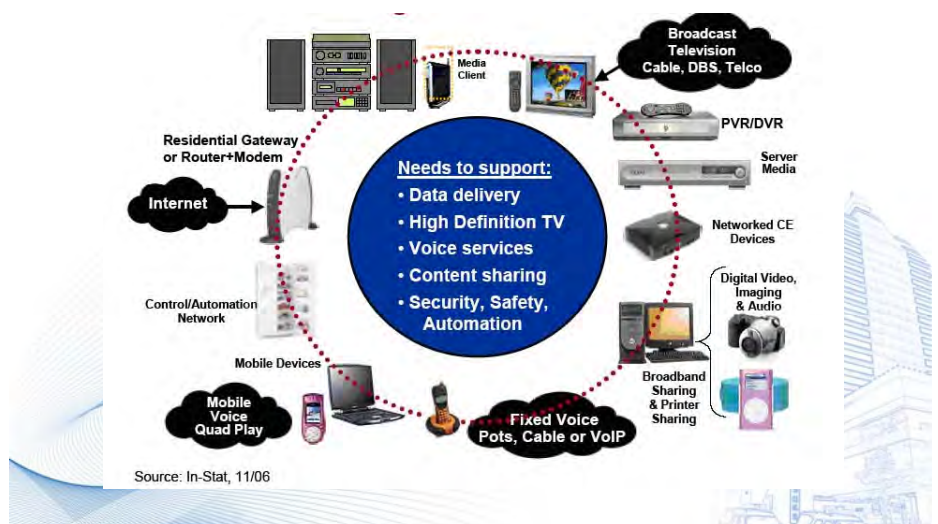 Broadcast
Television
Cable, DBS, Telco
Media
Client
PVR/DVR
Residential Gateway
or Router+Modem
Server
Media
Internet
Needs to support:
• Data delivery
• High Definition TV
• Voice services
• Content sharing
• Security, Safety,
Automation
Networked CE
Devices
Control/Automation
Network
Digital Video,
Imaging
& Audio
Mobile Devices
Broadband
Sharing
& Printer
Sharing
Mobile
Voice
Quad Play
Fixed Voice
Pots, Cable or VoIP
Source: In-Stat, 11/06